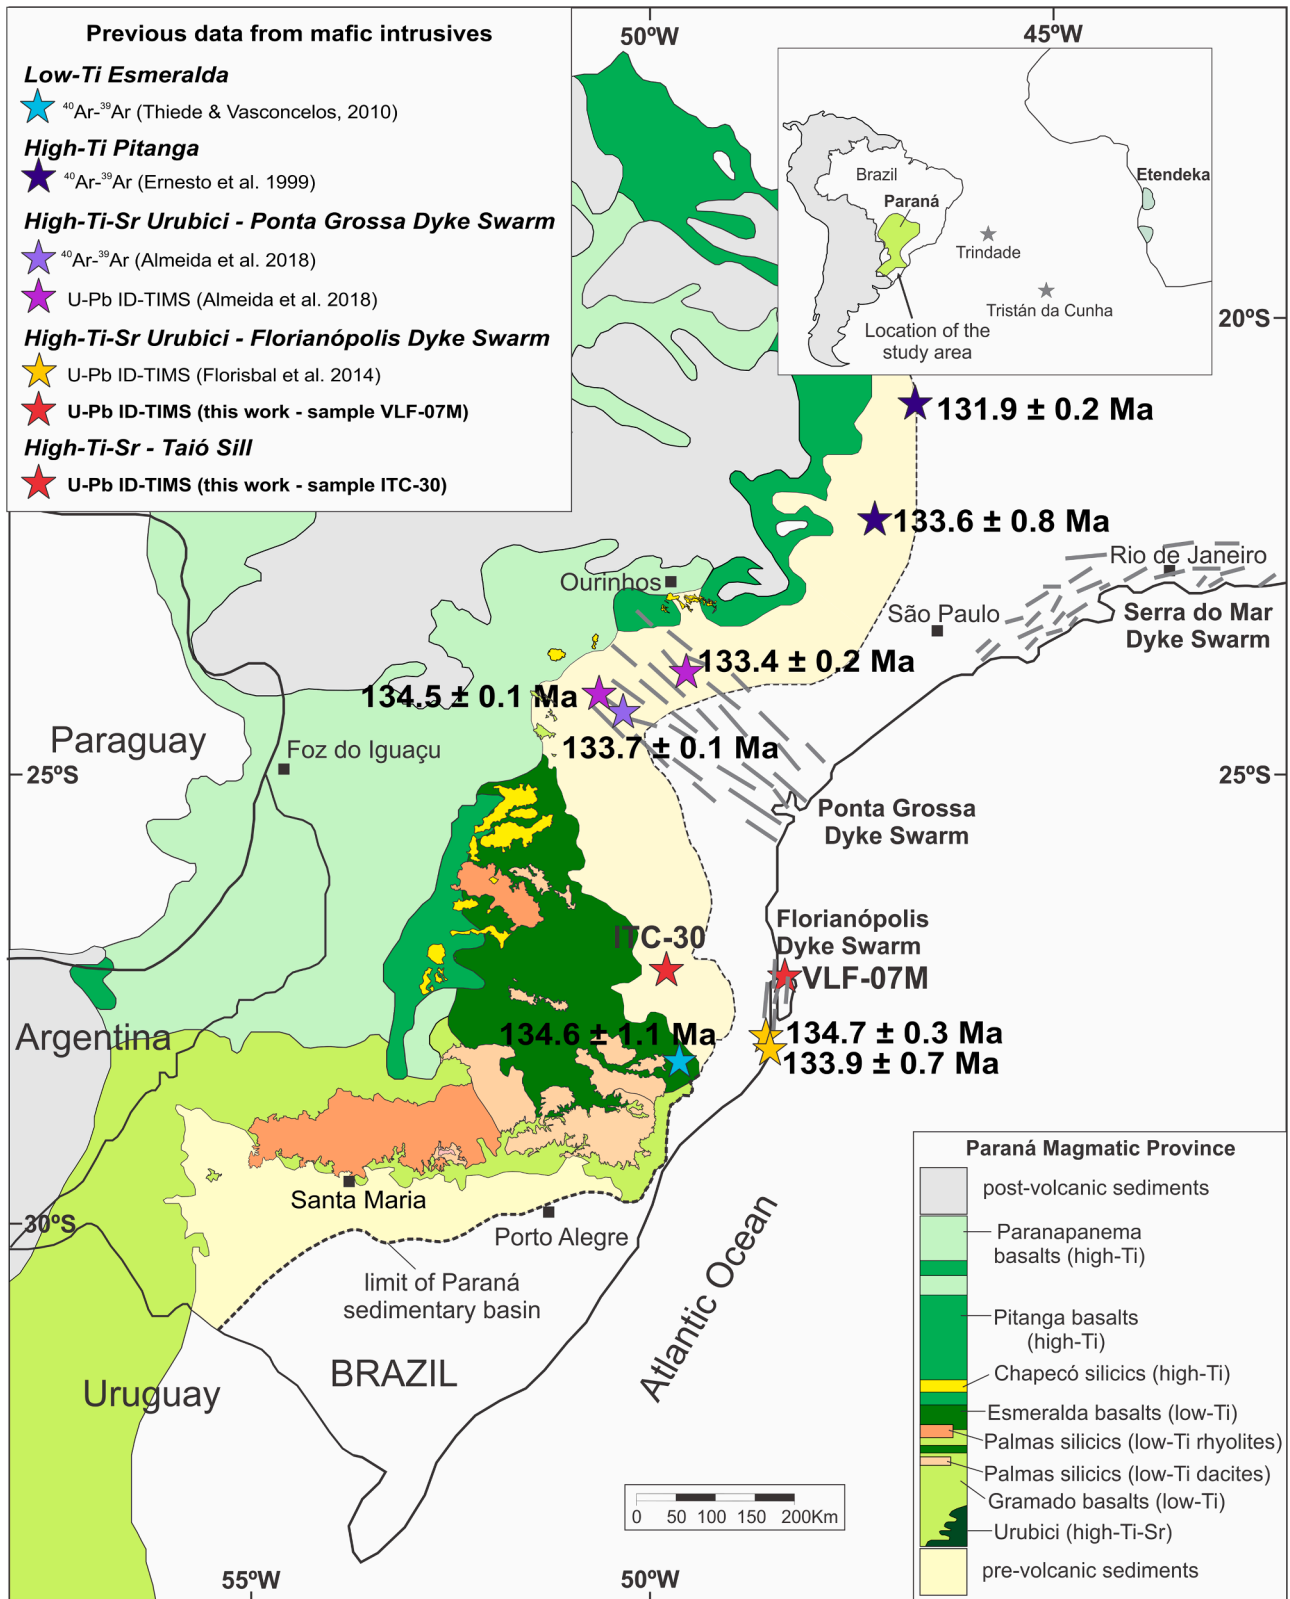 Previous data from mafic intrusives
Low-Ti Esmeralda
40Ar-39Ar (Thiede & Vasconcelos, 2010)
High-Ti Pitanga
40Ar-39Ar (Ernesto et al. 1999)
High-Ti-Sr Urubici - Ponta Grossa Dyke Swarm
40Ar-39Ar (Almeida et al. 2018)
U-Pb ID-TIMS (Almeida et al. 2018)
High-Ti-Sr Urubici - Florianópolis Dyke Swarm
U-Pb ID-TIMS (Florisbal et al. 2014)
U-Pb ID-TIMS (this work - sample VLF-07M)
High-Ti-Sr - Taió Sill
U-Pb ID-TIMS (this work - sample ITC-30)
50ºW
45ºW
Etendeka
Brazil
Paraná
Trindade
Tristán da Cunha
Location of the
study area
20ºS
131.9 ± 0.2 Ma
133.6 ± 0.8 Ma
Rio de Janeiro
Ourinhos
São Paulo
Serra do Mar
Dyke Swarm
133.4 ± 0.2 Ma
134.5 ± 0.1 Ma
133.7 ± 0.1 Ma
Paraguay
Foz do Iguaçu
25ºS
25ºS
Ponta Grossa
Dyke Swarm
Florianópolis
Dyke Swarm
ITC-30
VLF-07M
Argentina
134.6 ± 1.1 Ma
134.7 ± 0.3 Ma
133.9 ± 0.7 Ma
Santa Maria
30ºS
Porto Alegre
limit of Paraná
sedimentary basin
Atlantic Ocean
BRAZIL
Uruguay
Paraná Magmatic Province
post-volcanic sediments
Paranapanema
basalts (high-Ti)
Pitanga basalts
(high-Ti)
Chapecó silicics (high-Ti)
Esmeralda basalts (low-Ti)
Palmas silicics (low-Ti rhyolites)
Palmas silicics (low-Ti dacites)
Gramado basalts (low-Ti)
Urubici (high-Ti-Sr)
pre-volcanic sediments
0 50 100 150 200Km
55ºW
50ºW